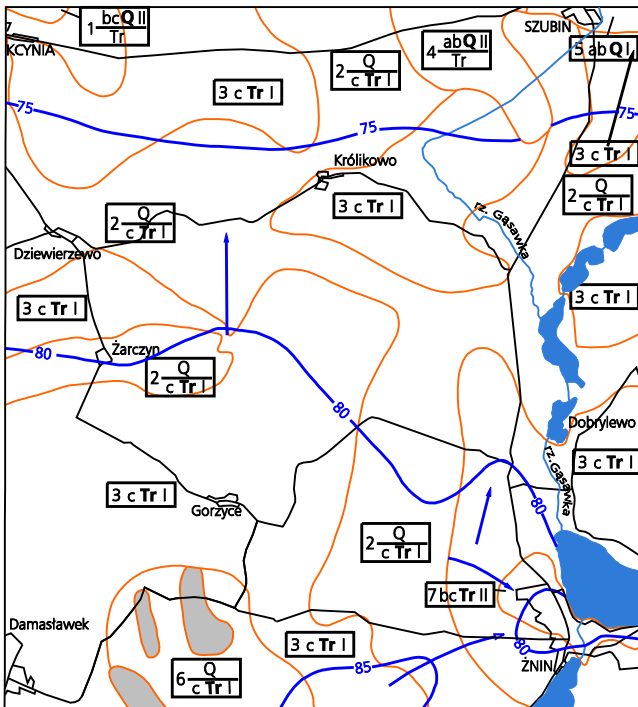 1 bc Q II
Tr
SZUBIN
KCYNIA
4 ab Q II
Tr
5 ab Q I
2 Q
c Tr I
3 c Tr I
75
75
75
3 c Tr I
Królikowo
2 Q
c Tr I
3 c Tr I
rz. Gąsawka
2 Q
c Tr I
Dziewierzewo
3 c Tr I
3 c Tr I
80
Żarczyn
2 Q
c Tr I
80
Dobrylewo
rz. Gąsawka
3 c Tr I
3 c Tr I
Gorzyce
80
2 Q
c Tr I
7 bc Tr II
Damasławek
3 c Tr I
80
85
ŻNIN
6 Q
c Tr I